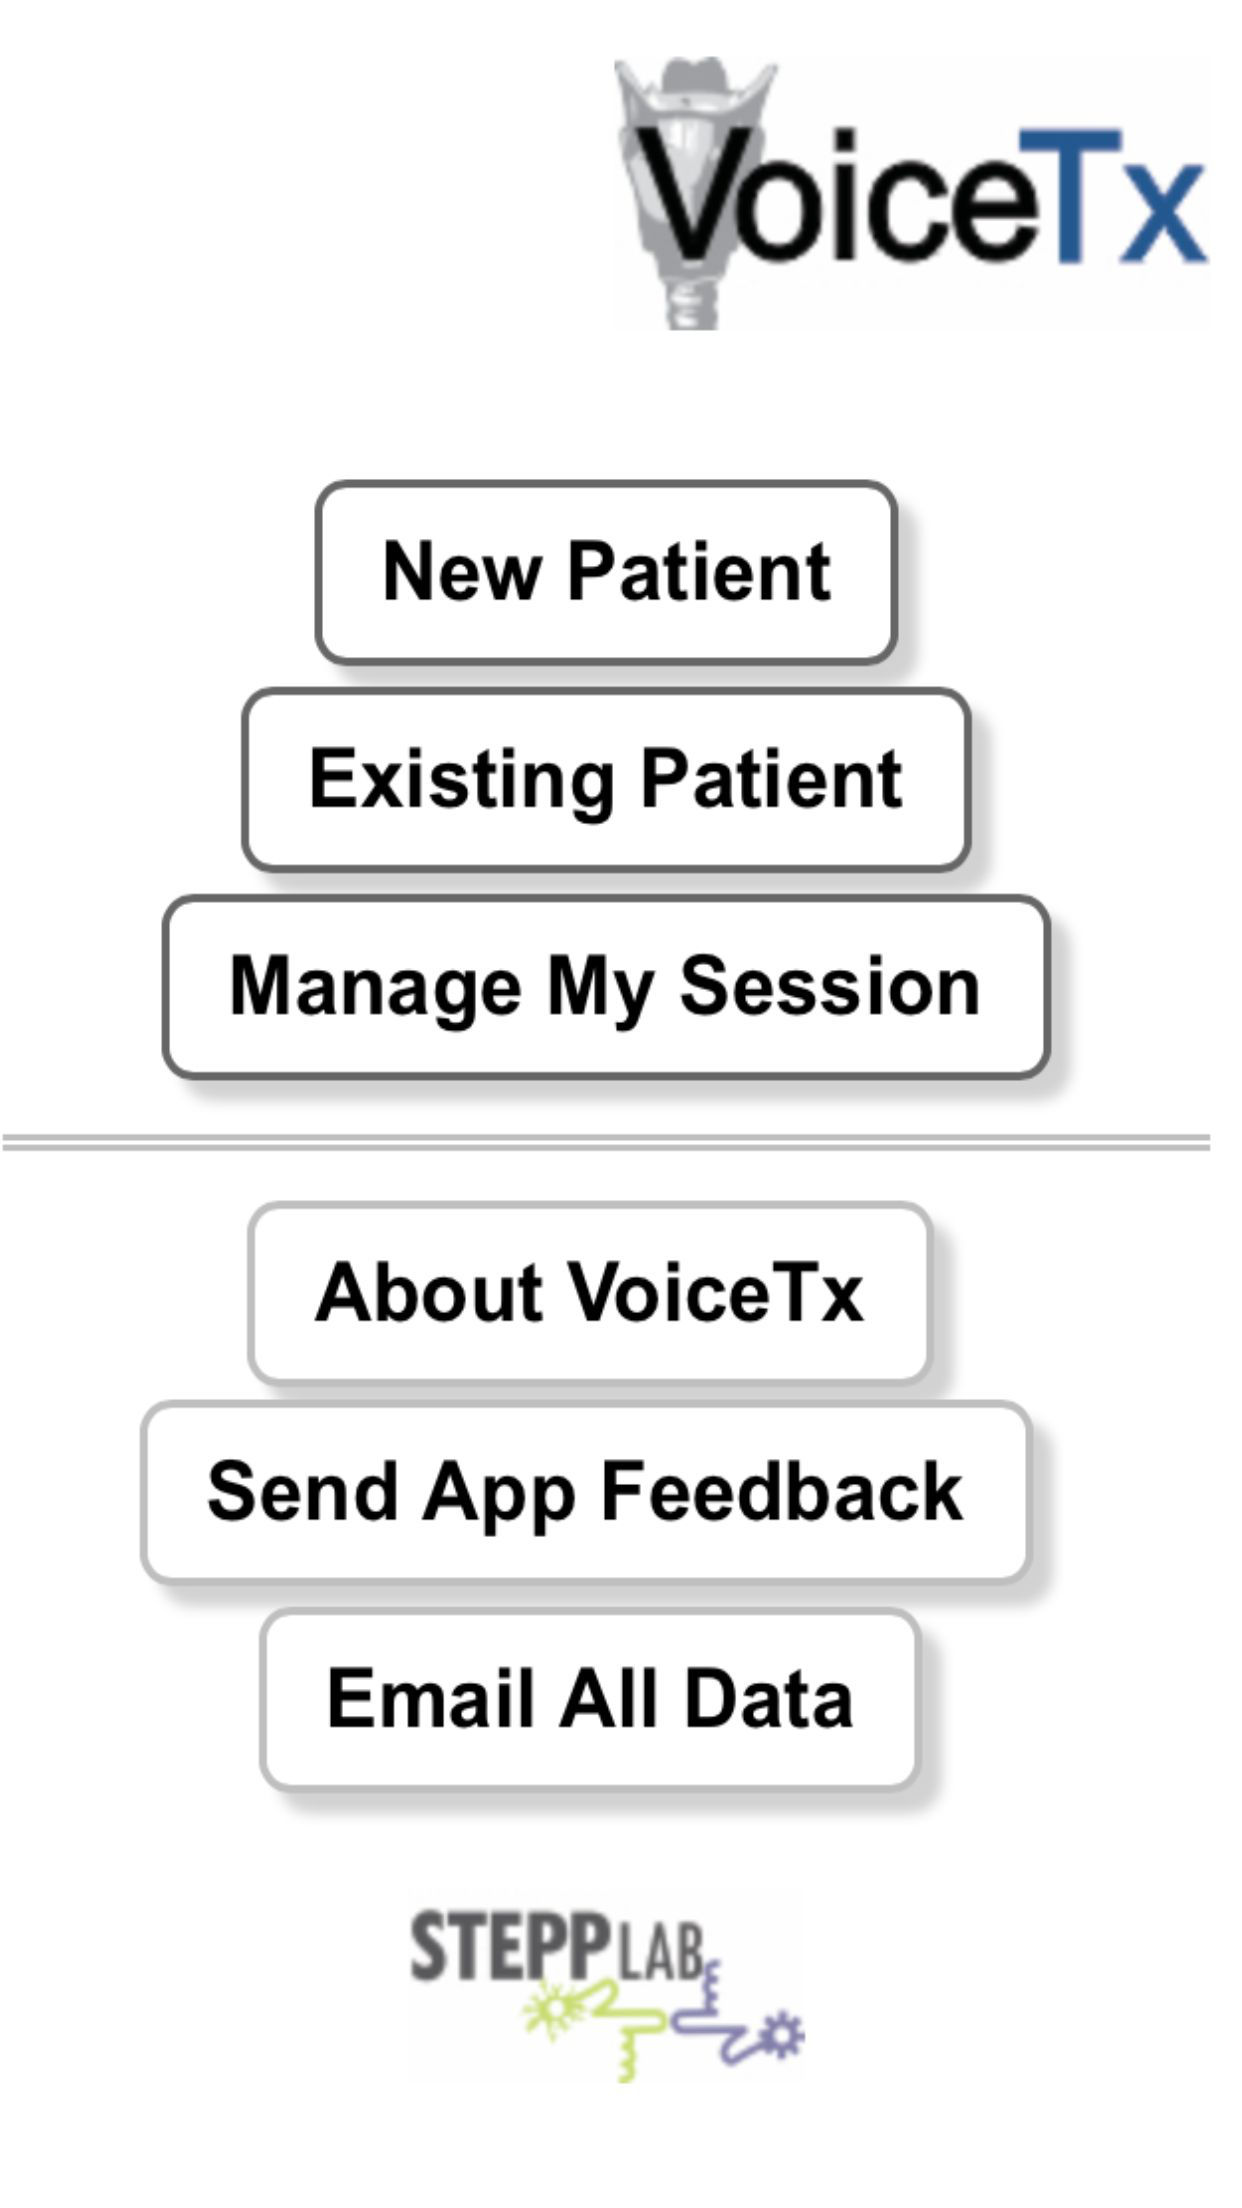 VoiceTx
New Patient
Existing Patient
Manage My Session
About VoiceTx
Send App Feedback
Email All Data
STEPP LAB